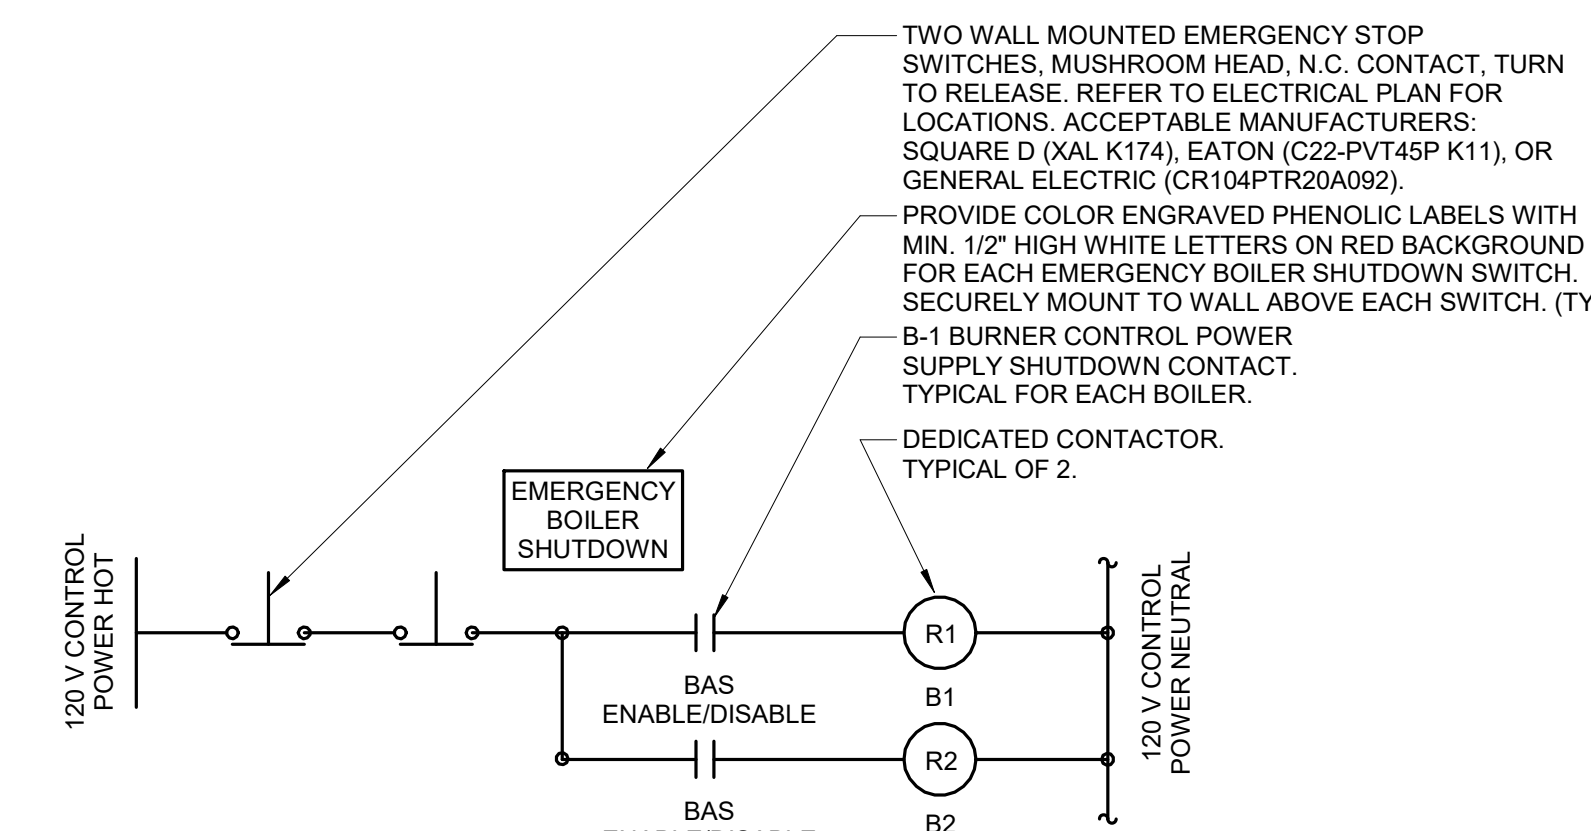 TWO WALL MOUNTED EMERGENCY STOP
SWITCHES, MUSHROOM HEAD, N.C. CONTACT, TURN
TO RELEASE. REFER TO ELECTRICAL PLAN FOR
LOCATIONS. ACCEPTABLE MANUFACTURERS:
SQUARE D (XAL K174), EATON (C22-PVT45P K11), OR
GENERAL ELECTRIC (CR104PTR20A092).
PROVIDE COLOR ENGRAVED PHENOLIC LABELS WITH
MIN. 1/2" HIGH WHITE LETTERS ON RED BACKGROUND
FOR EACH EMERGENCY BOILER SHUTDOWN SWITCH.
SECURELY MOUNT TO WALL ABOVE EACH SWITCH.
B-1 BURNER CONTROL POWER
SUPPLY SHUTDOWN CONTACT.
TYPICAL FOR EACH BOILER.
DEDICATED CONTACTOR.
TYPICAL OF 2.
EMERGENCY
BOILER
SHUTDOWN
120 V CONTROL
POWER HOT
R1
120 V CONTROL
POWER NEUTRAL
BAS
ENABLE/DISABLE
B1
R2
BAS
B2